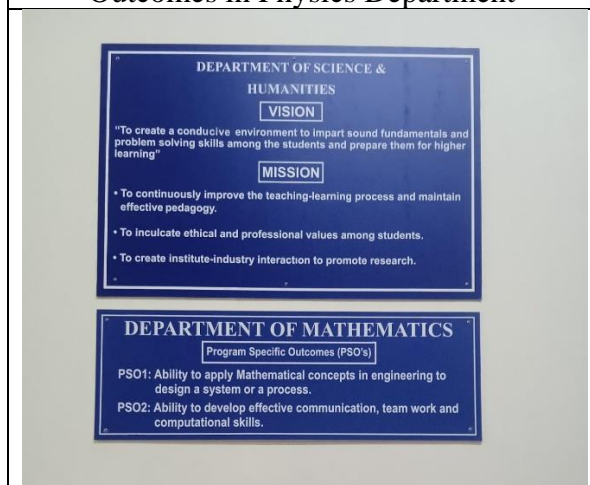 Outcomes in Physics Department
DEPARTMENT OF SCIENCE &
HUMANITIES
VISION
"To create a conducive environment to impart sound fundamentals and
problem solving skills among the students and prepare them for higher
learning"
MISSION
• To continuously improve the teaching-learning process and maintain
effective pedagogy.
• To inculcate ethical and professional values among students.
• To create institute-industry interaction to promote research.
DEPARTMENT OF MATHEMATICS
Program Specific Outcomes (PSO's)
PSO1: Ability to apply Mathematical concepts in engineering to
design a system or a process.
PSO2: Ability to develop effective communication, team work and
computational skills.